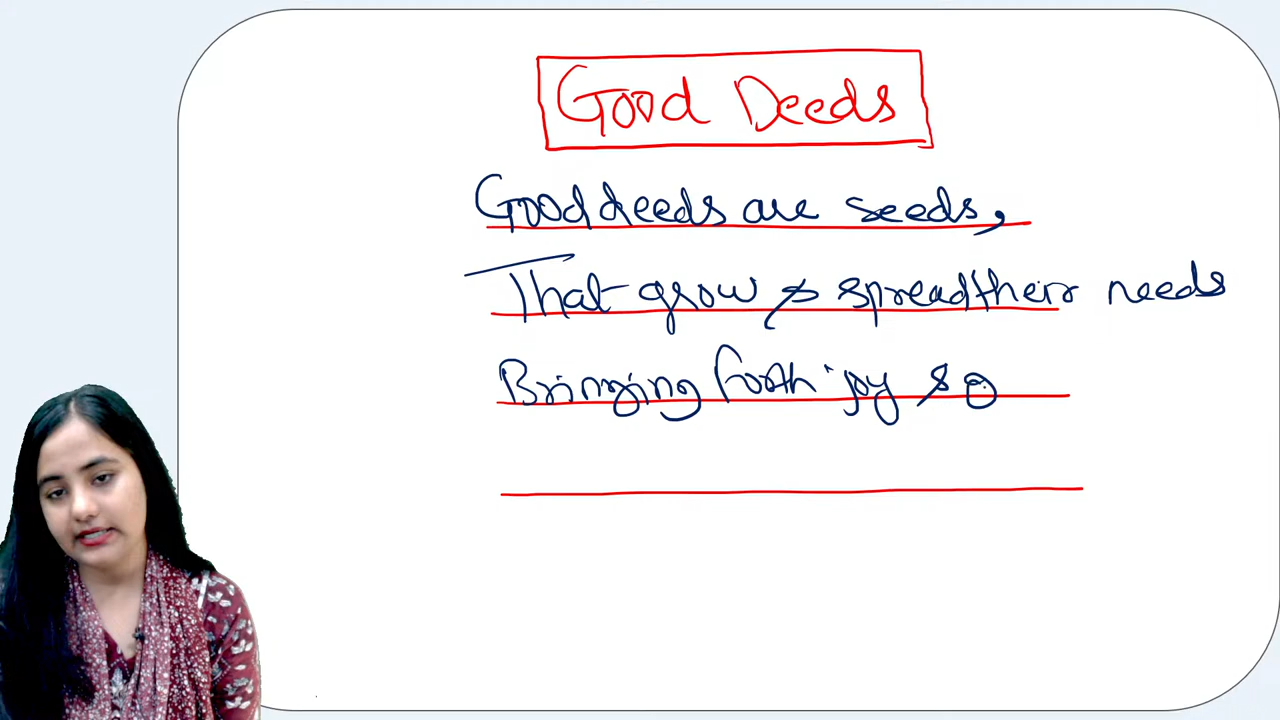 Good Deeds
Good deeds are seeds,
That grow & spread their needs
Bringing forth joy &